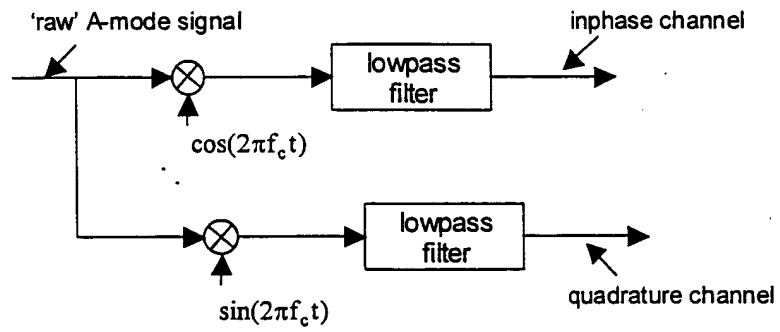 'raw' A-mode signal
inphase channel
lowpass
filter
cos(2πf_ct)
lowpass
filter
sin(2πf_ct)
quadrature channel